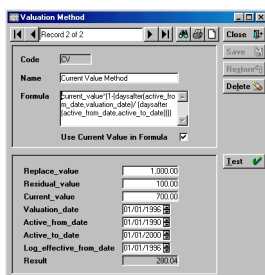 Valuation Method
Record 2 of 2
Close
Code CV
Save
Restore
Name Current Value Method
Delete
Formula current_value*(1-(daysafter(active_fro
m_date,valuation_date)/ (daysafter
(active_from_date,active_to_date))))
Use Current Value in Formula
Test
Replace_value 1,000.00
Residual_value 100.00
Current_value 700.00
Valuation_date 01/01/1996
Active_from_date 01/01/1990
Active_to_date 01/01/2000
Log_effective_from_date 01/01/1996
Result 280.04